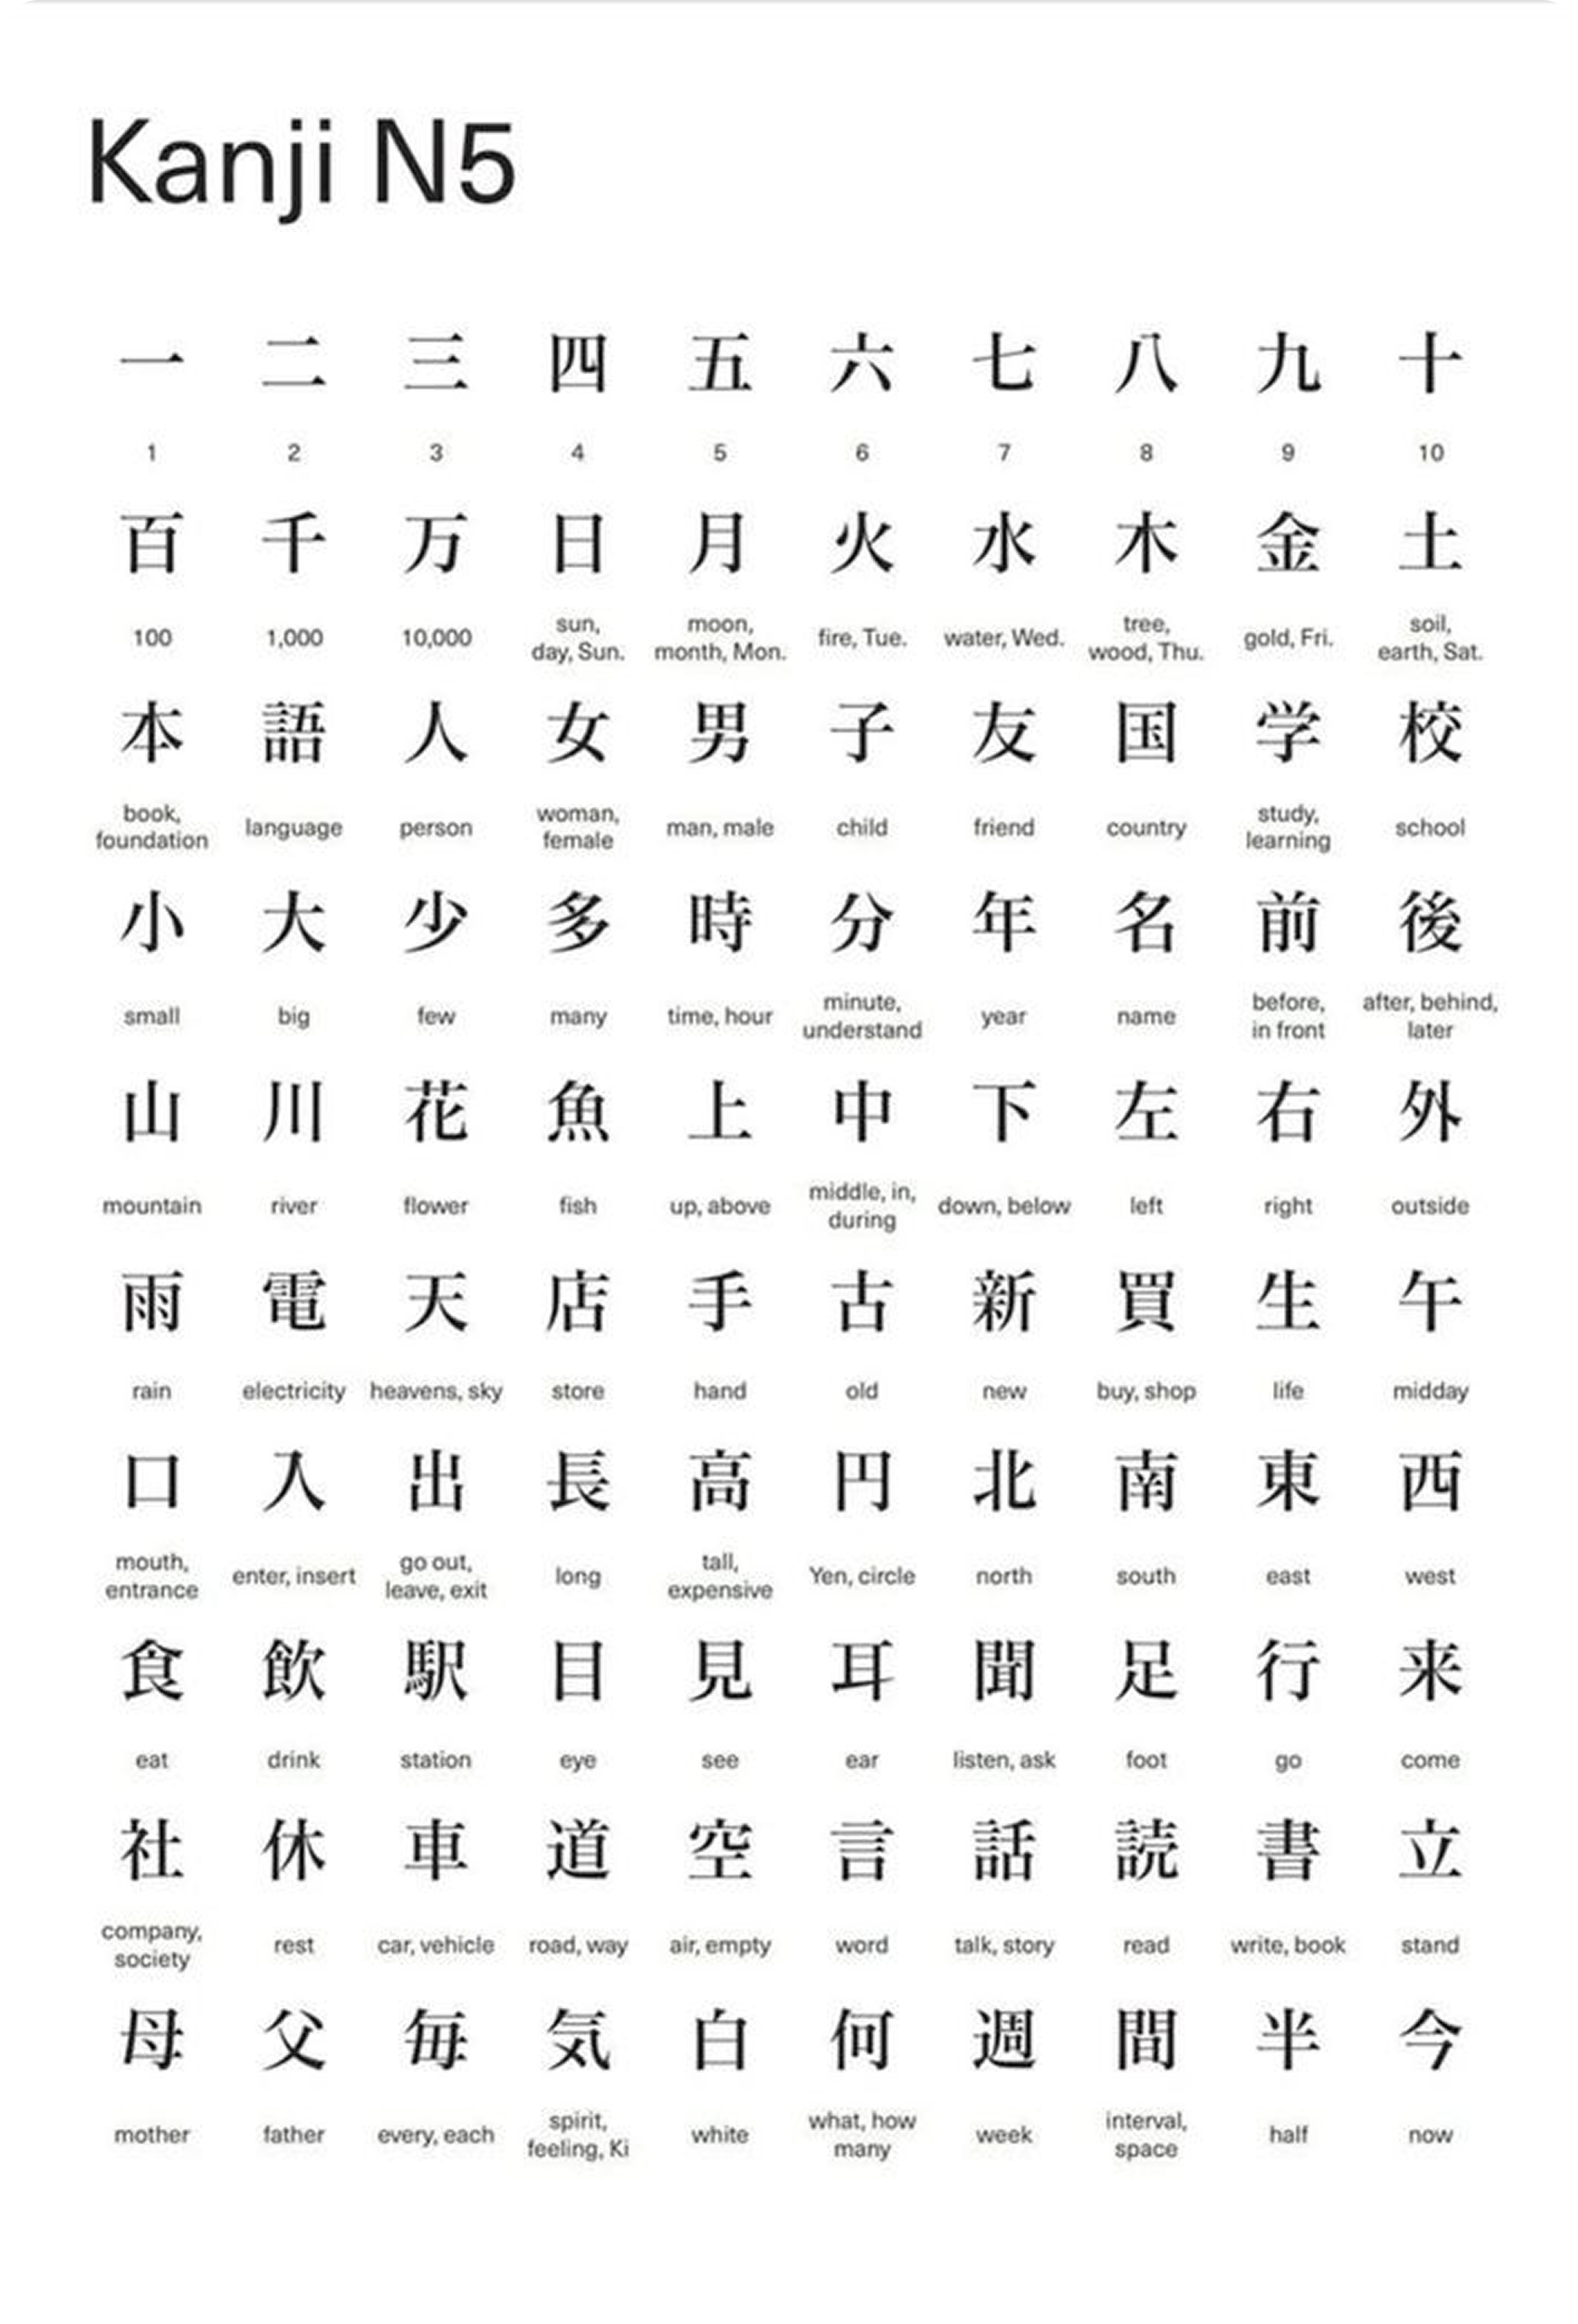 Kanji N5
一 二 三 四 五 六 七 八 九 十
1 2 3 4 5 6 7 8 9 10
百 千 万 日 月 火 水 木 金 土
100 1,000 10,000 sun, day, Sun. moon, month, Mon. fire, Tue. water, Wed. tree, wood, Thu. gold, Fri. soil, earth, Sat.
本 語 人 女 男 子 友 国 学 校
book, foundation language person woman, female man, male child friend country study, learning school
小 大 少 多 時 分 年 名 前 後
small big few many time, hour minute, understand year name before, in front after, behind, later
山 川 花 魚 上 中 下 左 右 外
mountain river flower fish up, above middle, in, during down, below left right outside
雨 電 天 店 手 古 新 買 生 午
rain electricity heavens, sky store hand old new buy, shop life midday
口 入 出 長 高 円 北 南 東 西
mouth, entrance enter, insert go out, leave, exit long tall, expensive Yen, circle north south east west
食 飲 駅 目 見 耳 聞 足 行 来
eat drink station eye see ear listen, ask foot go come
社 休 車 道 空 言 話 読 書 立
company, society rest car, vehicle road, way air, empty word talk, story read write, book stand
母 父 毎 気 白 何 週 間 半 今
mother father every, each spirit, feeling, Ki white what, how many week interval, space half now